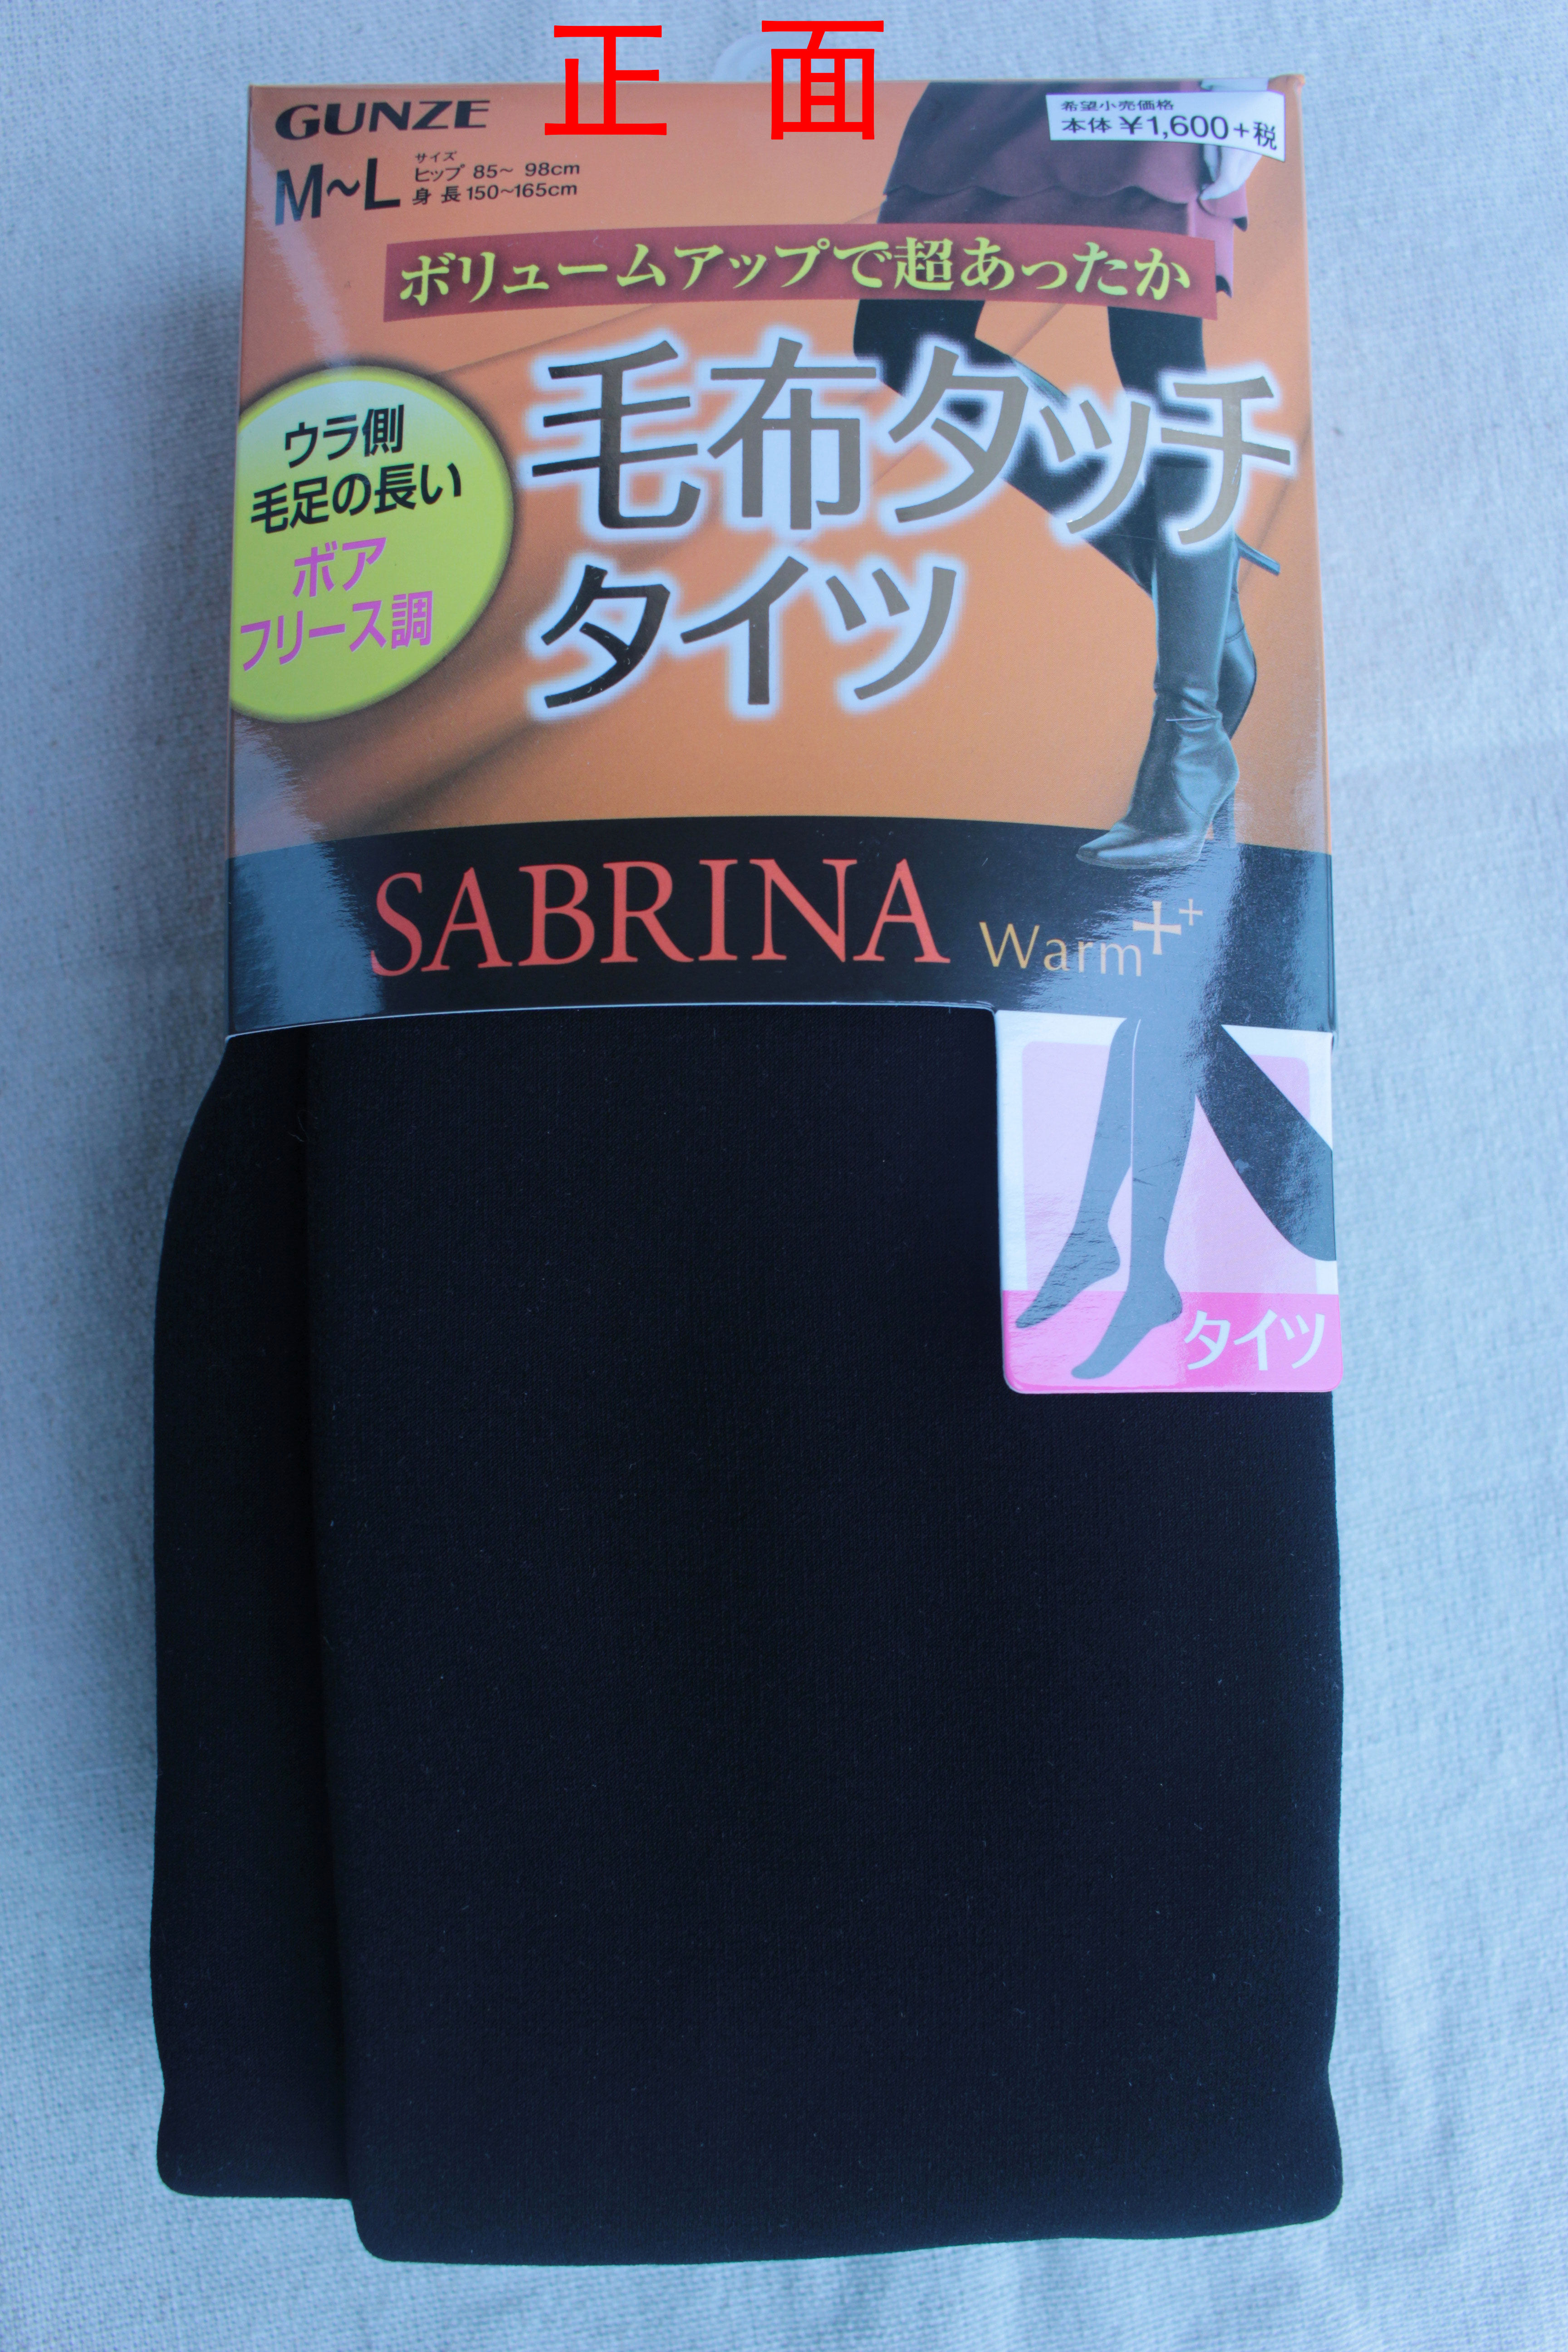 正面
GUNZE
希望小売価格
本体 ¥1,600+税
M~L
サイズ
ヒップ 85~ 98cm
身長150~165cm
ボリュームアップで超あったか
毛布タッチ
タイツ
ウラ側
毛足の長い
ボア
フリース調
SABRINA Warm++
タイツ